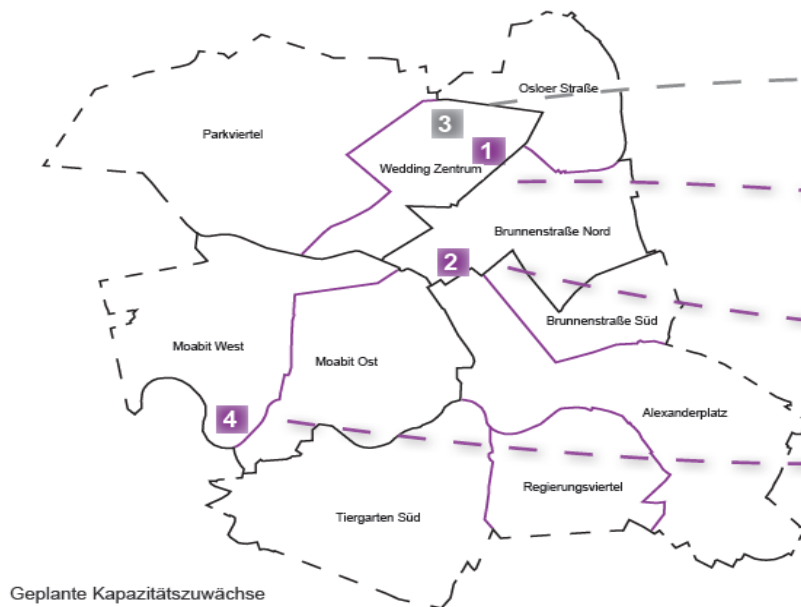 Osloer Straße
3
Parkviertel
1
Wedding Zentrum
Brunnenstraße Nord
2
Brunnenstraße Süd
Moabit West
Moabit Ost
4
Alexanderplatz
Regierungsviertel
Tiergarten Süd
Geplante Kapazitätszuwächse